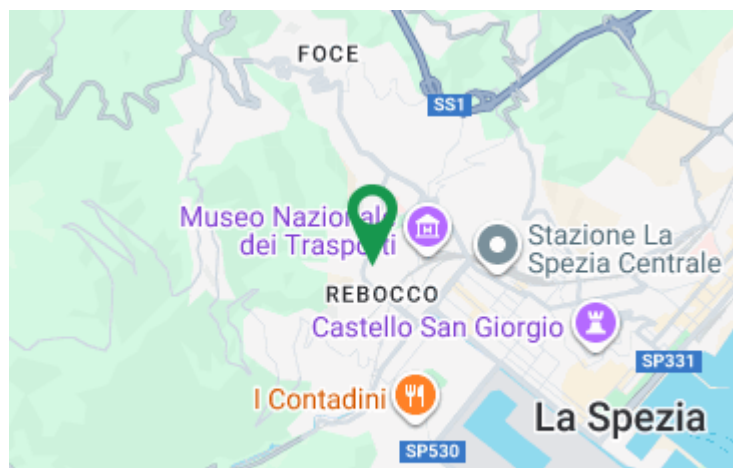 FOCE
SS1
Museo Nazionale
dei Trasporti
Stazione La
Spezia Centrale
REBOCCO
Castello San Giorgio
SP331
I Contadini
La Spezia
SP530